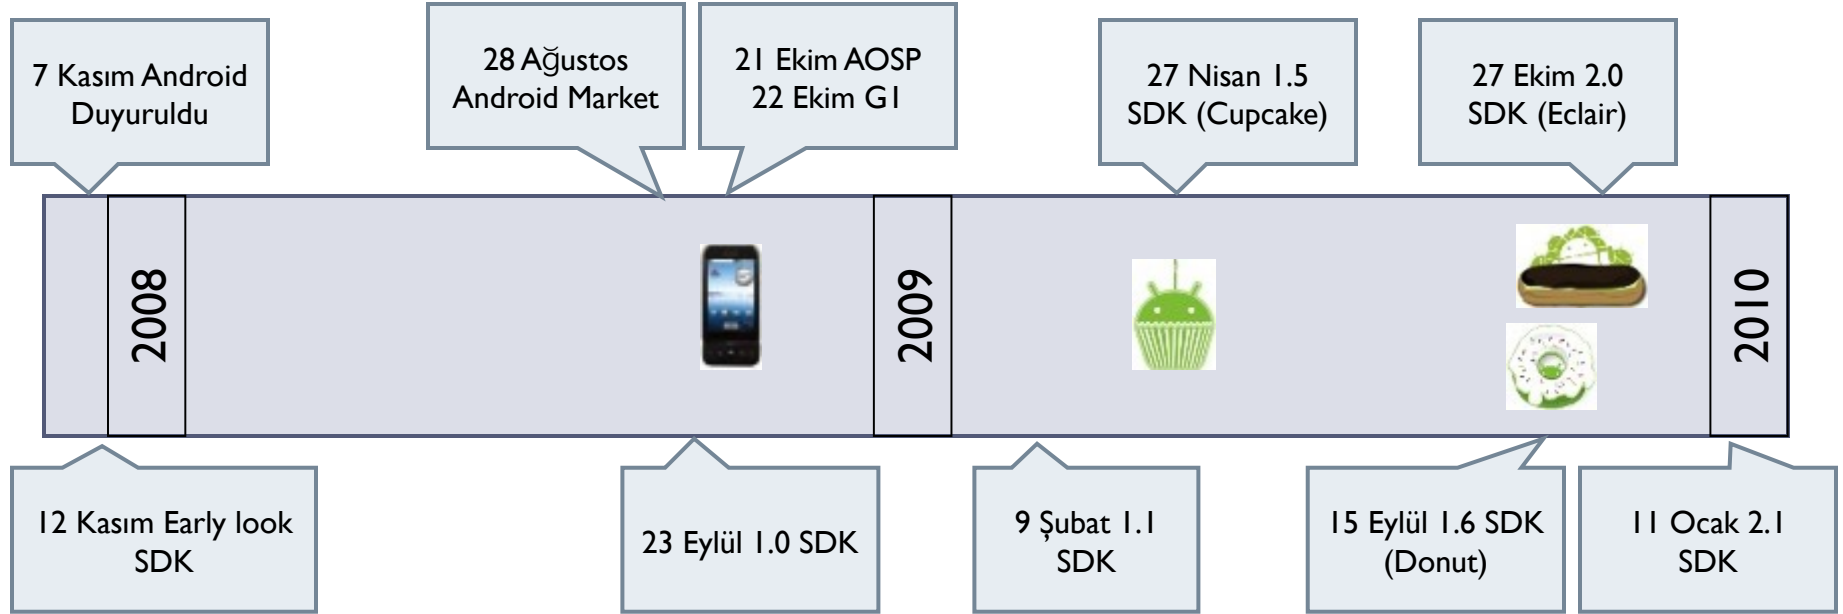 7 Kasım Android
Duyuruldu
28 Ağustos
Android Market
21 Ekim AOSP
22 Ekim G1
27 Nisan 1.5
SDK (Cupcake)
27 Ekim 2.0
SDK (Eclair)
2008
2009
2010
12 Kasım Early look
SDK
23 Eylül 1.0 SDK
9 Şubat 1.1
SDK
15 Eylül 1.6 SDK
(Donut)
11 Ocak 2.1
SDK